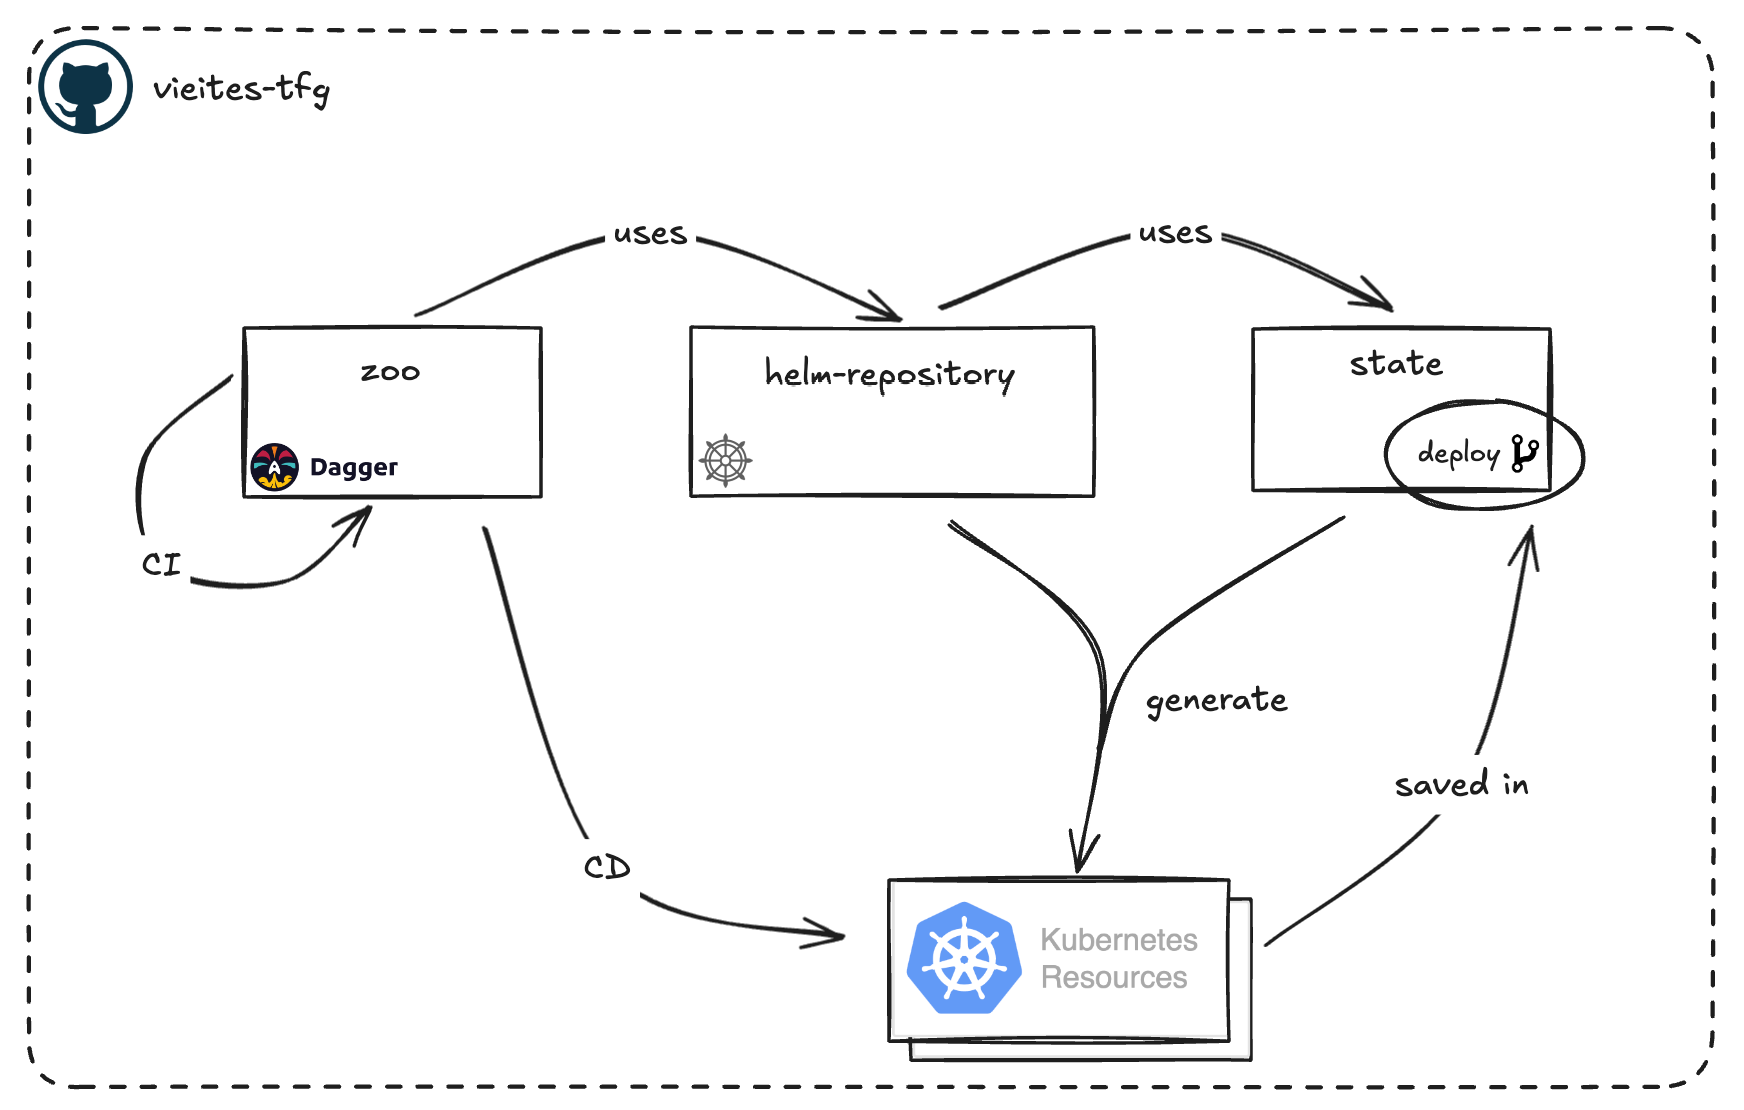 vieites-tfg
uses
uses
zoo
helm-repository
state
Dagger
deploy
CI
generate
saved in
CD
Kubernetes
Resources